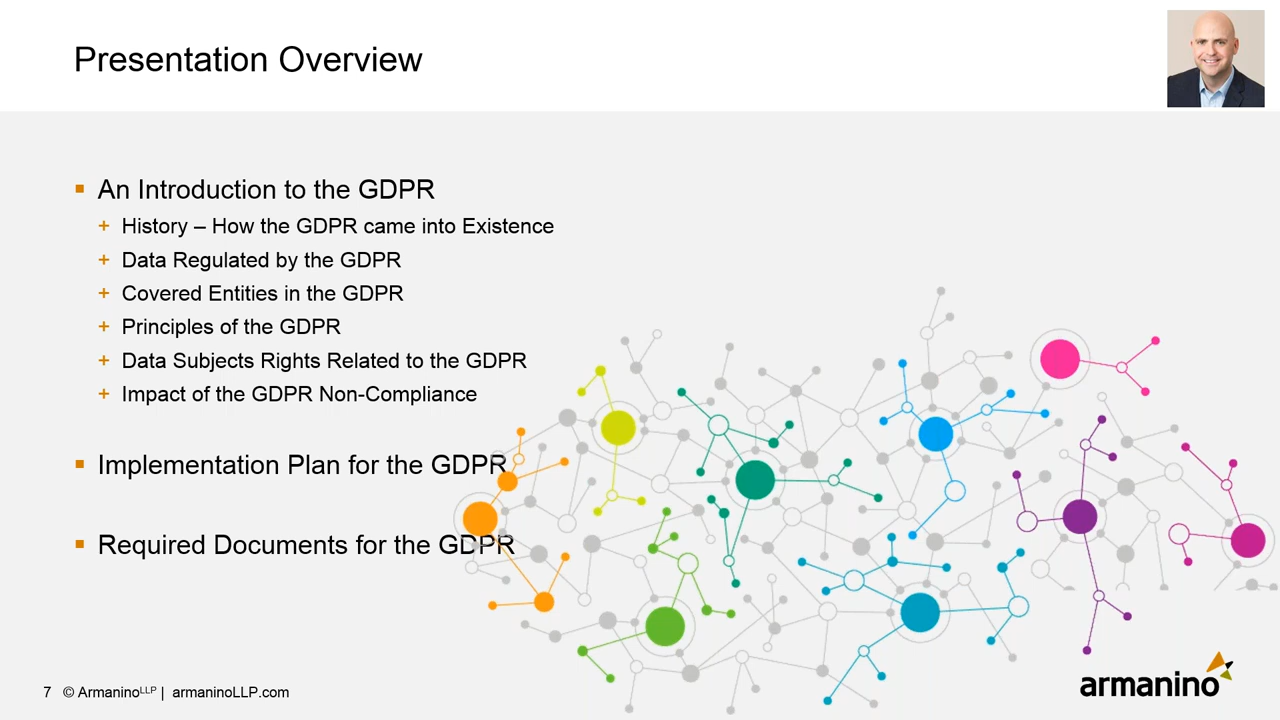 Presentation Overview
▪ An Introduction to the GDPR
+ History – How the GDPR came into Existence
+ Data Regulated by the GDPR
+ Covered Entities in the GDPR
+ Principles of the GDPR
+ Data Subjects Rights Related to the GDPR
+ Impact of the GDPR Non-Compliance
▪ Implementation Plan for the GDPR
▪ Required Documents for the GDPR
7 © ArmaninoLLP | armaninoLLP.com
armanino